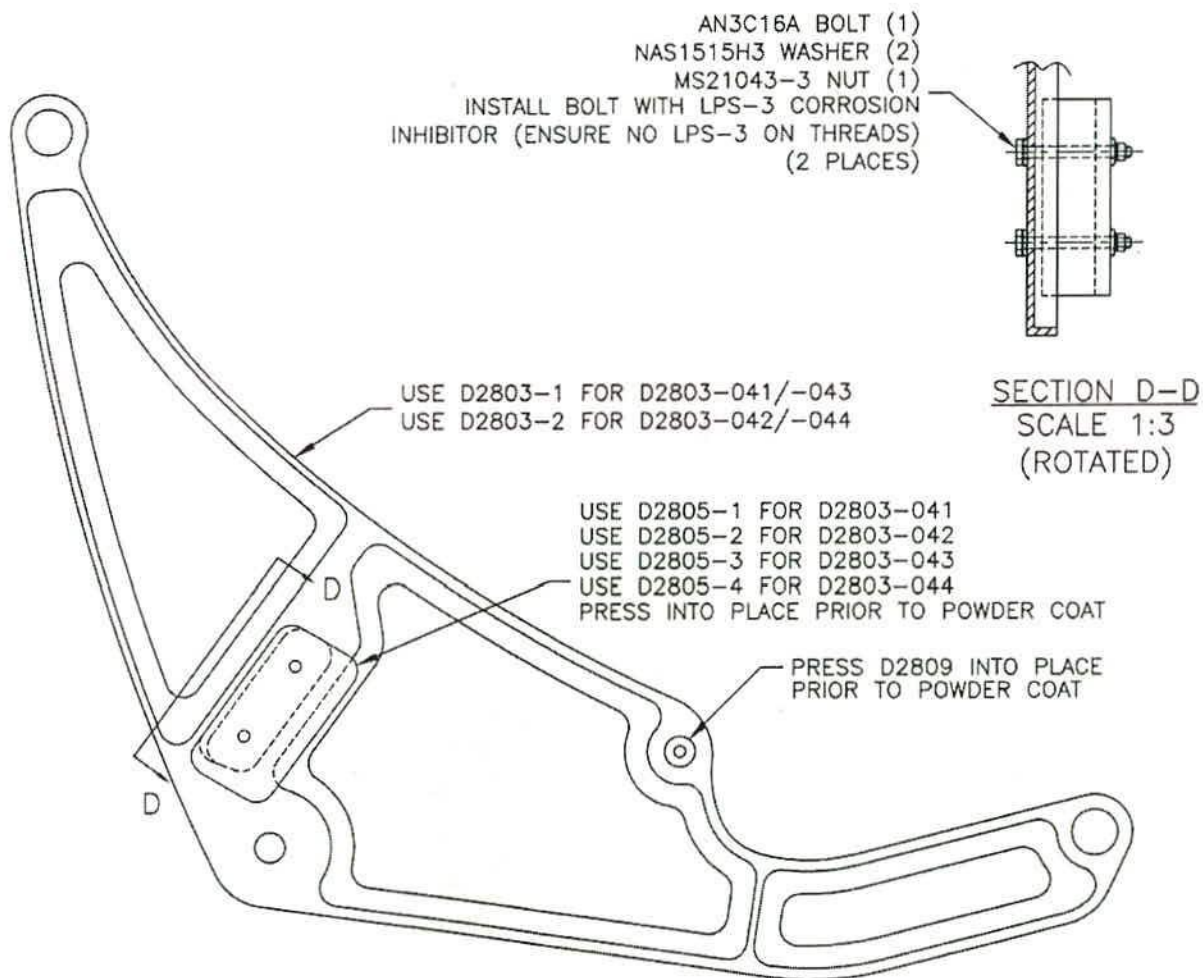 AN3C16A BOLT (1)
NAS1515H3 WASHER (2)
MS21043-3 NUT (1)
INSTALL BOLT WITH LPS-3 CORROSION
INHIBITOR (ENSURE NO LPS-3 ON THREADS)
(2 PLACES)
SECTION D-D
SCALE 1:3
(ROTATED)
USE D2803-1 FOR D2803-041/-043
USE D2803-2 FOR D2803-042/-044
USE D2805-1 FOR D2803-041
USE D2805-2 FOR D2803-042
USE D2805-3 FOR D2803-043
USE D2805-4 FOR D2803-044
PRESS INTO PLACE PRIOR TO POWDER COAT
D
PRESS D2809 INTO PLACE
PRIOR TO POWDER COAT
D